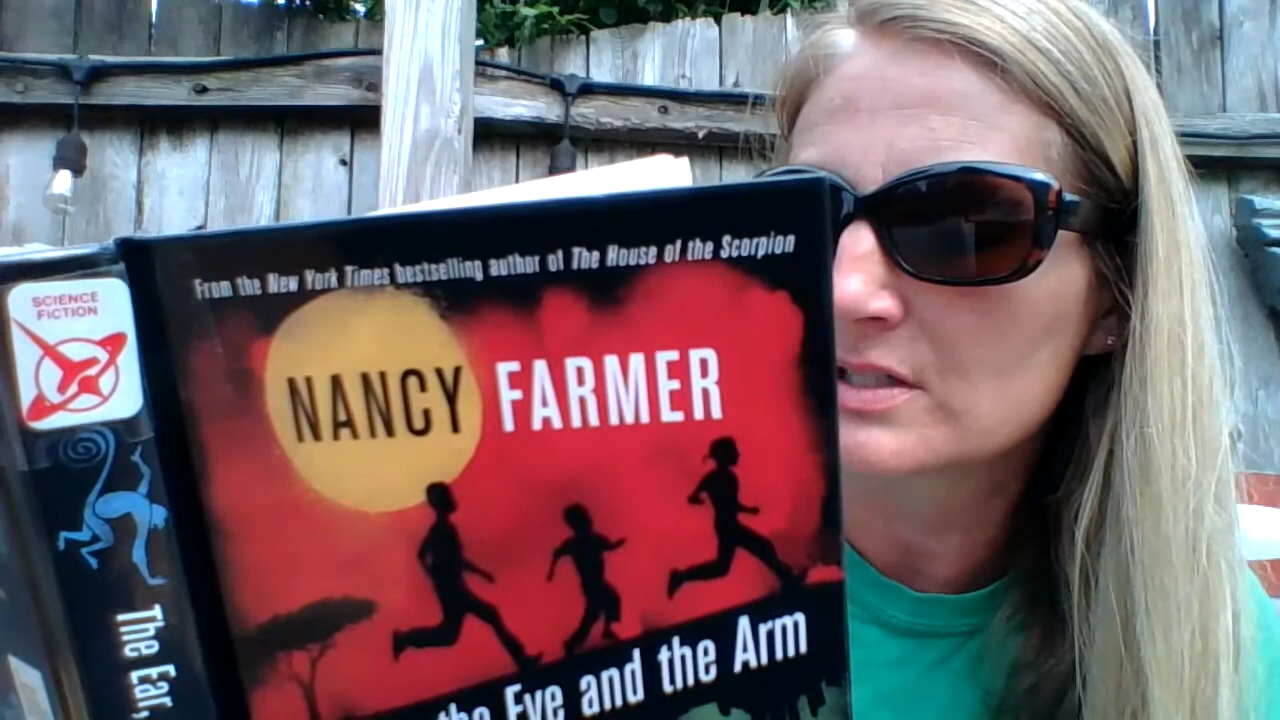 SCIENCE
FICTION
The Ear,
From the New York Times bestselling author of The House of the Scorpion
NANCY FARMER
the Eye and the Arm